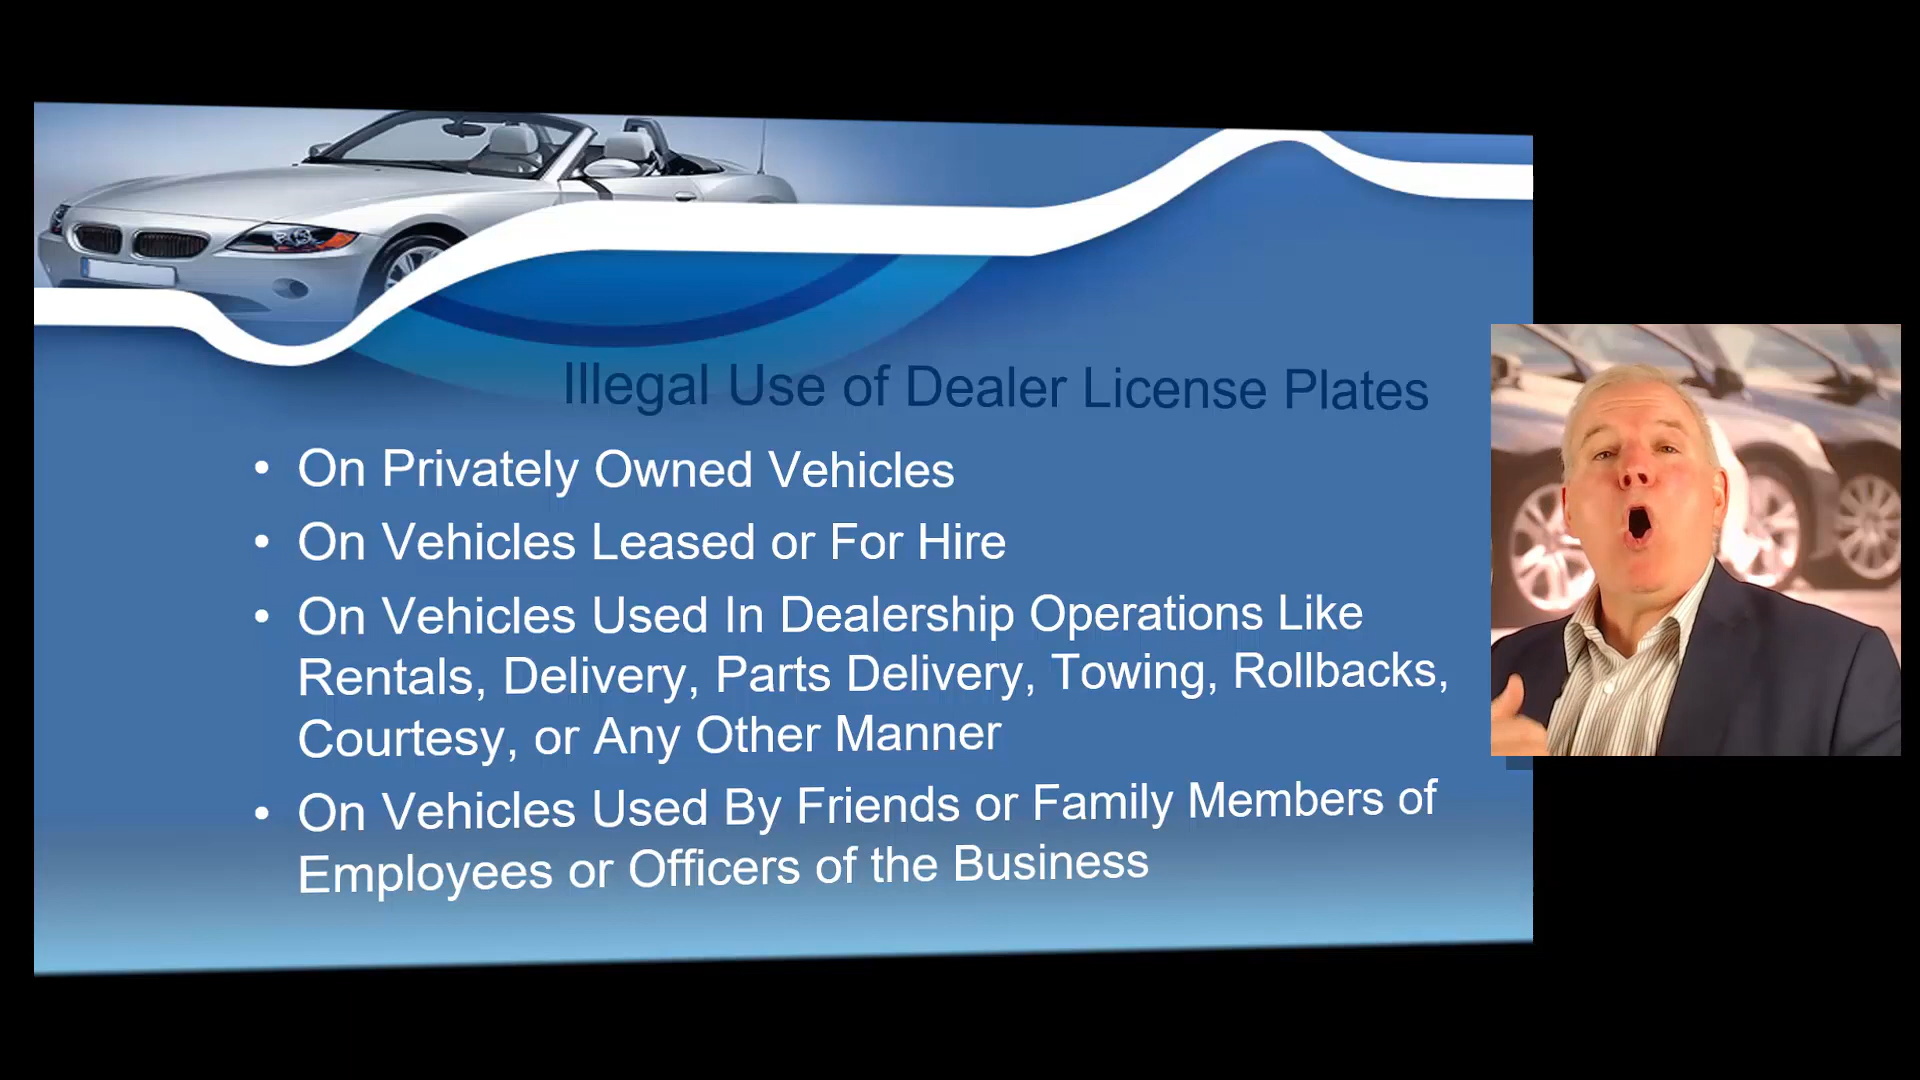 Illegal Use of Dealer License Plates
• On Privately Owned Vehicles
• On Vehicles Leased or For Hire
• On Vehicles Used In Dealership Operations Like
Rentals, Delivery, Parts Delivery, Towing, Rollbacks,
Courtesy, or Any Other Manner
• On Vehicles Used By Friends or Family Members of
Employees or Officers of the Business